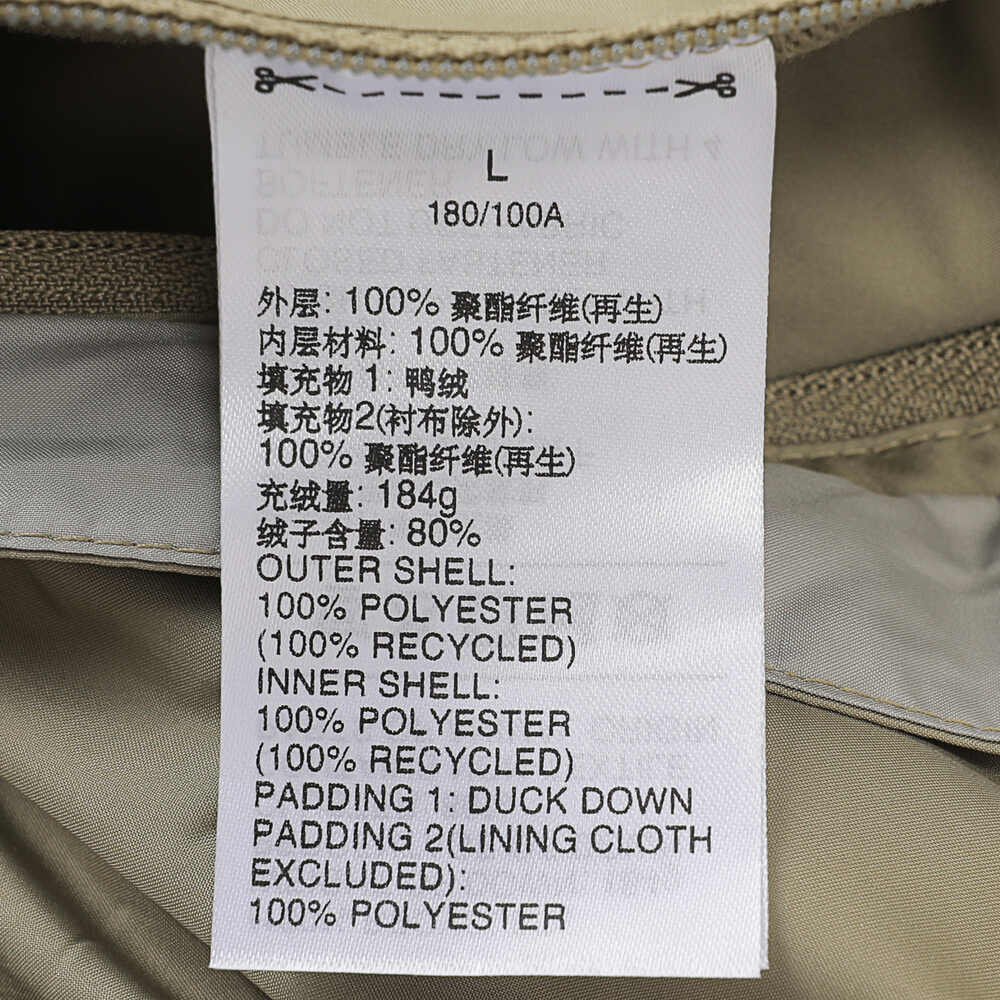 L
180/100A
外层: 100% 聚酯纤维(再生)
内层材料: 100% 聚酯纤维(再生)
填充物 1: 鸭绒
填充物2(衬布除外):
100% 聚酯纤维(再生)
充绒量: 184g
绒子含量: 80%
OUTER SHELL:
100% POLYESTER
(100% RECYCLED)
INNER SHELL:
100% POLYESTER
(100% RECYCLED)
PADDING 1: DUCK DOWN
PADDING 2(LINING CLOTH
EXCLUDED):
100% POLYESTER